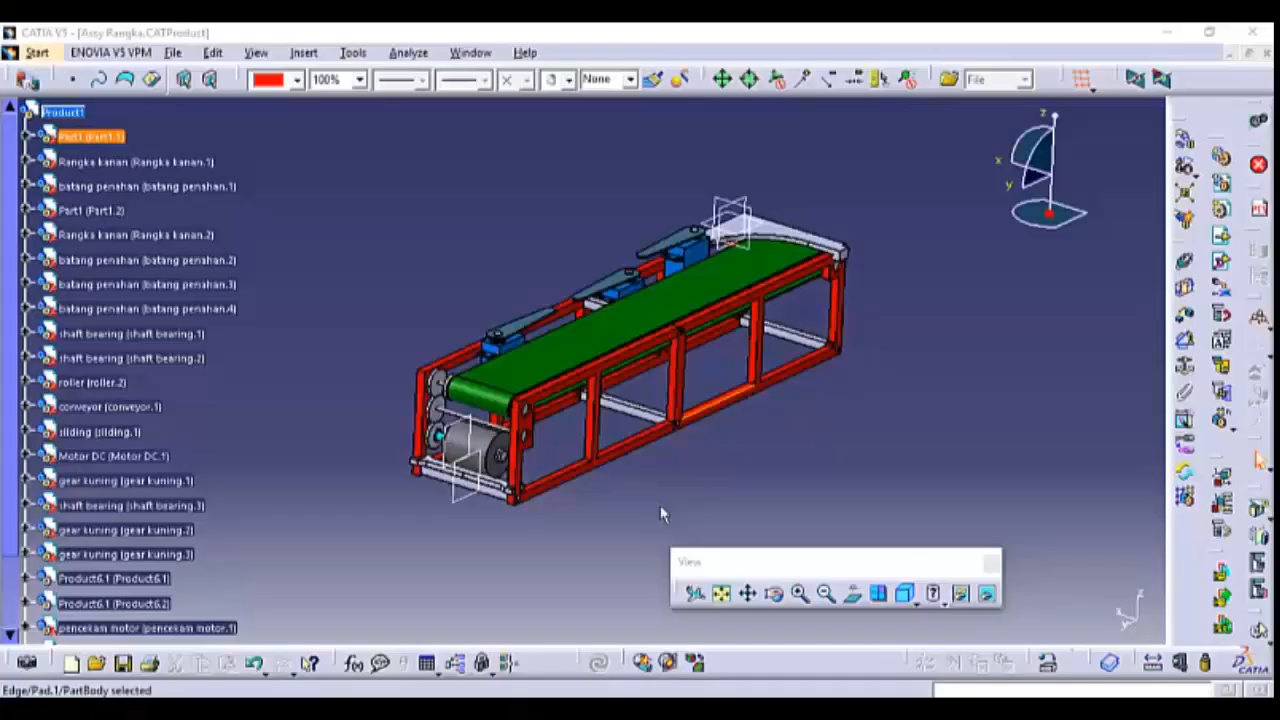 CATIA V5 - [Assy Rangka.CATProduct]
Start ENOVIA V5 VPM File Edit View Insert Tools Analyze Window Help
100% None File
Product1
Part1 (Part1.1)
Rangka kanan (Rangka kanan.1)
batang penahan (batang penahan.1)
Part1 (Part1.2)
Rangka kanan (Rangka kanan.2)
batang penahan (batang penahan.2)
batang penahan (batang penahan.3)
batang penahan (batang penahan.4)
shaft bearing (shaft bearing.1)
shaft bearing (shaft bearing.2)
roller (roller.2)
conveyor (conveyor.1)
sliding (sliding.1)
Motor DC (Motor DC.1)
gear kuning (gear kuning.1)
shaft bearing (shaft bearing.3)
gear kuning (gear kuning.2)
gear kuning (gear kuning.3)
Product6.1 (Product6.1)
Product6.1 (Product6.2)
pencekam motor (pencekam motor.1)
z
x
y
View
z
x
y
f(x)
CATIA
Edge/Pad.1/PartBody selected